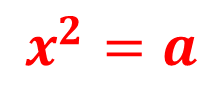 x² = a